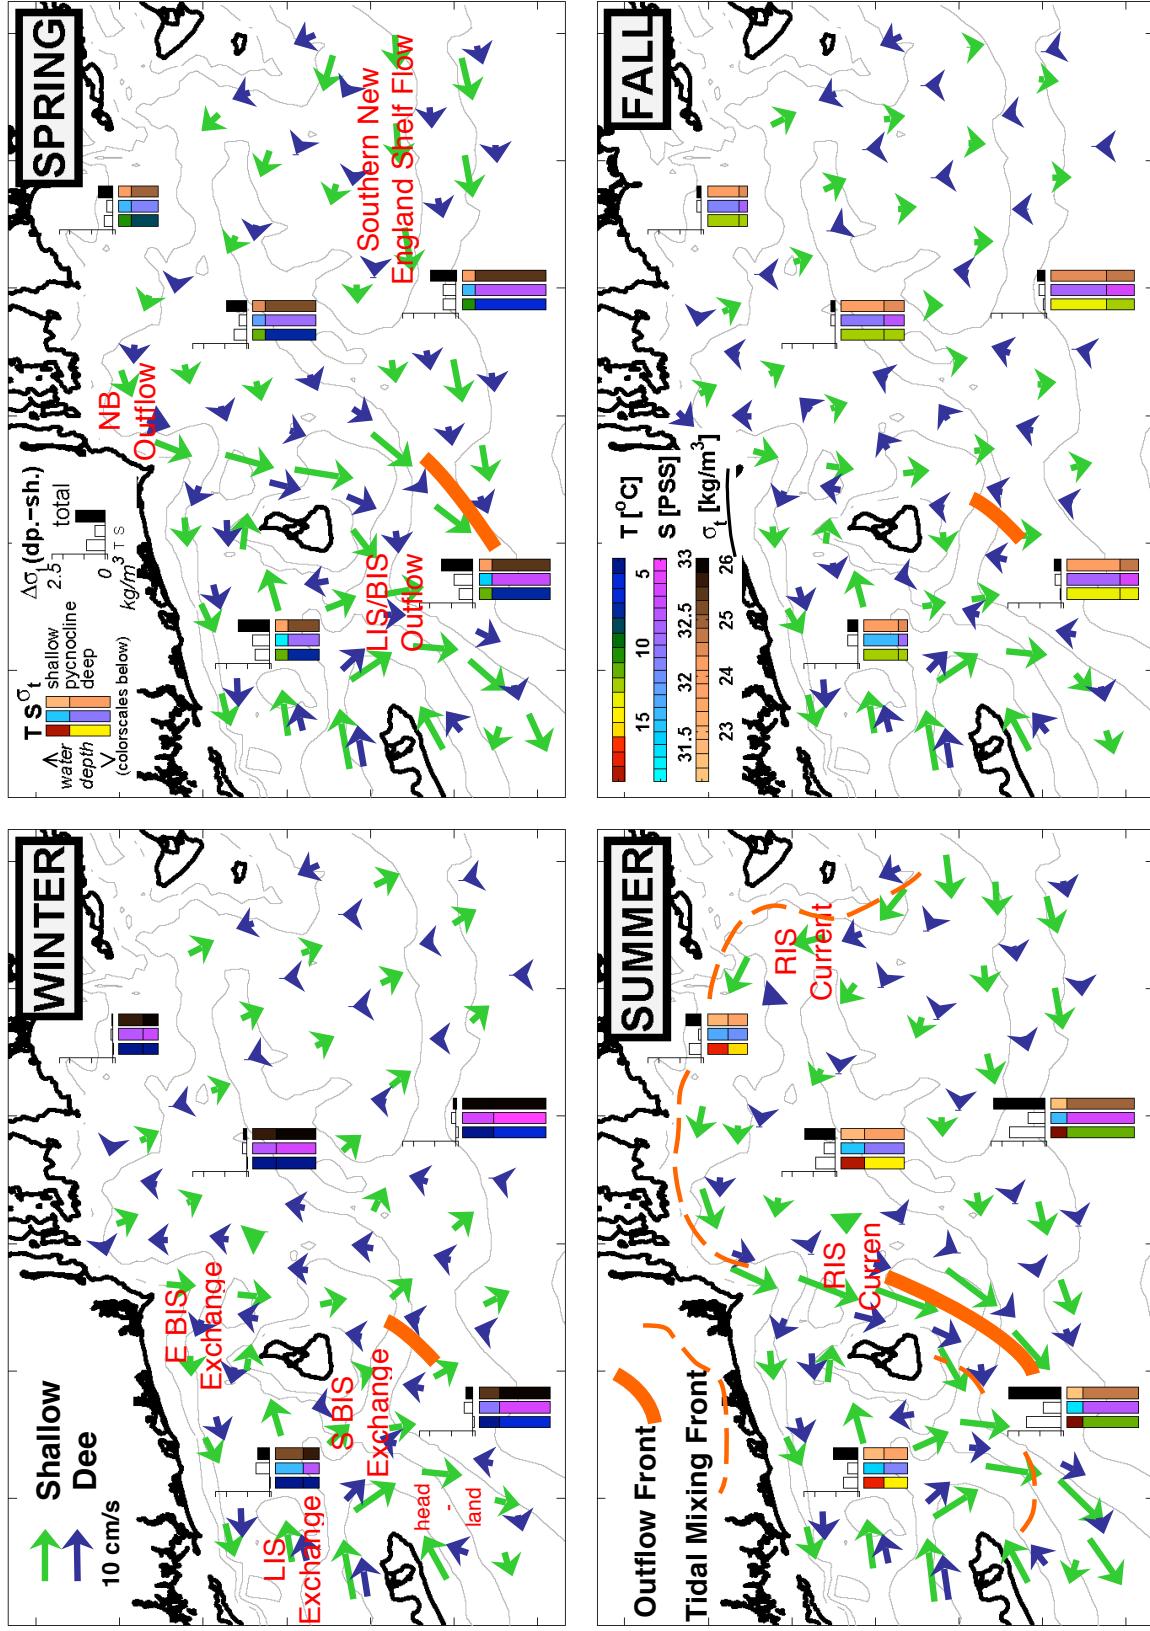 WINTER
Shallow
Dee
10 cm/s
E BIS
Exchange
S BIS
Exchange
LIS
Exchange
head
-
land
SPRING
T S σt
shallow
pycnocline
deep
water
depth
(colorscales below)
Δσt (dp.–sh.)
2.5
total
0
kg/m3
T S
NB
Outflow
Southern New
England Shelf Flow
LIS/BIS
Outflow
SUMMER
Outflow Front
Tidal Mixing Front
RIS
Current
RIS
Curren
FALL
T [oC]
15 10 5
S [PSS]
31.5 32 32.5 33
σt [kg/m3]
23 24 25 26